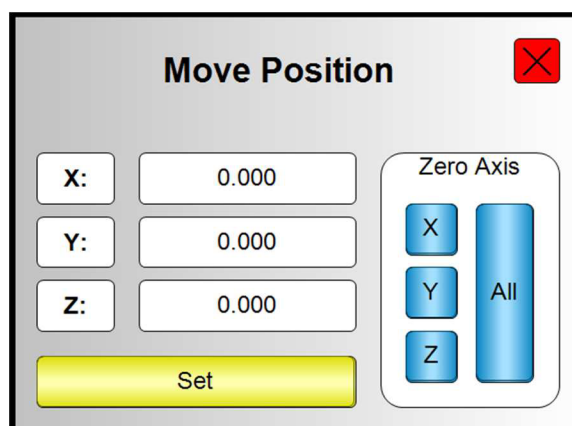 Move Position
X: 0.000
Y: 0.000
Z: 0.000
Set
Zero Axis
X
Y
Z
All